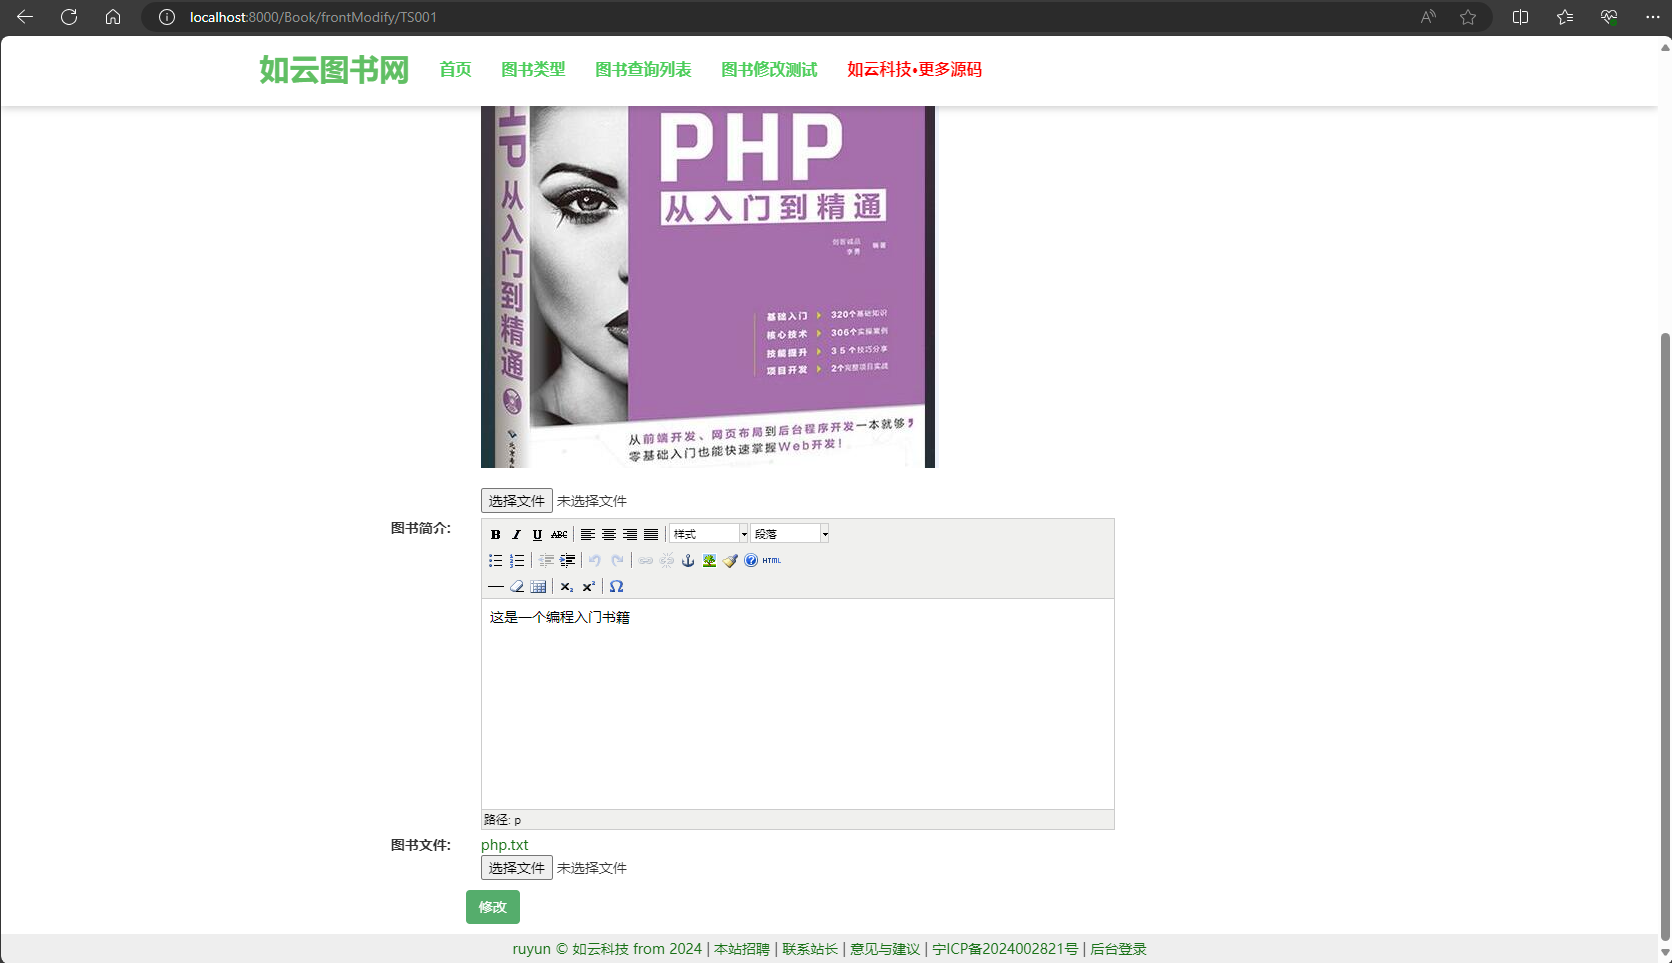 localhost:8000/Book/frontModify/TS001
如云图书网 首页 图书类型 图书查询列表 图书修改测试 如云科技•更多源码
HP从入门到精通
PHP
从入门到精通
李勇 编著
基础入门 320个基础知识
核心技术 306个实操案例
技能提升 35个技巧分享
项目开发 2个完整项目实战
从前端开发、网页布局到后台程序开发一本就够,
零基础入门也能快速掌握Web开发!
选择文件 未选择文件
图书简介:
B I U ABC 样式 段落
HTML
x₂ x² Ω
这是一个编程入门书籍
路径: p
图书文件: php.txt
选择文件 未选择文件
修改
ruyun © 如云科技 from 2024 | 本站招聘 | 联系站长 | 意见与建议 | 宁ICP备2024002821号 | 后台登录